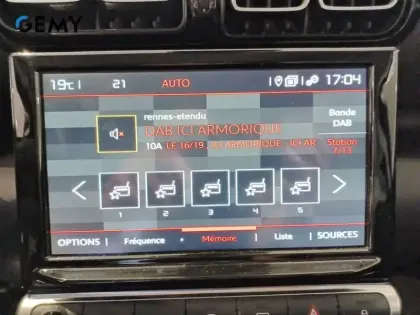 GEMY
19°C 21 AUTO 17:04
rennes-etendu
DAB ICI ARMORIQUE
Bande
DAB
10A LE 16/19 , ICI ARMORIQUE - ICI AR
Station
7/13
1 2 3 4 5
OPTIONS Fréquence Mémoire Liste SOURCES